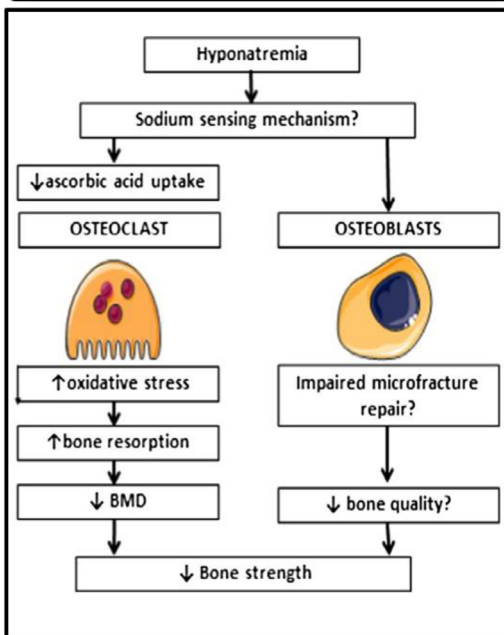 Hyponatremia
Sodium sensing mechanism?
↓ascorbic acid uptake
OSTEOCLAST
OSTEOBLASTS
↑oxidative stress
Impaired microfracture
repair?
↑bone resorption
↓ BMD
↓ bone quality?
↓ Bone strength